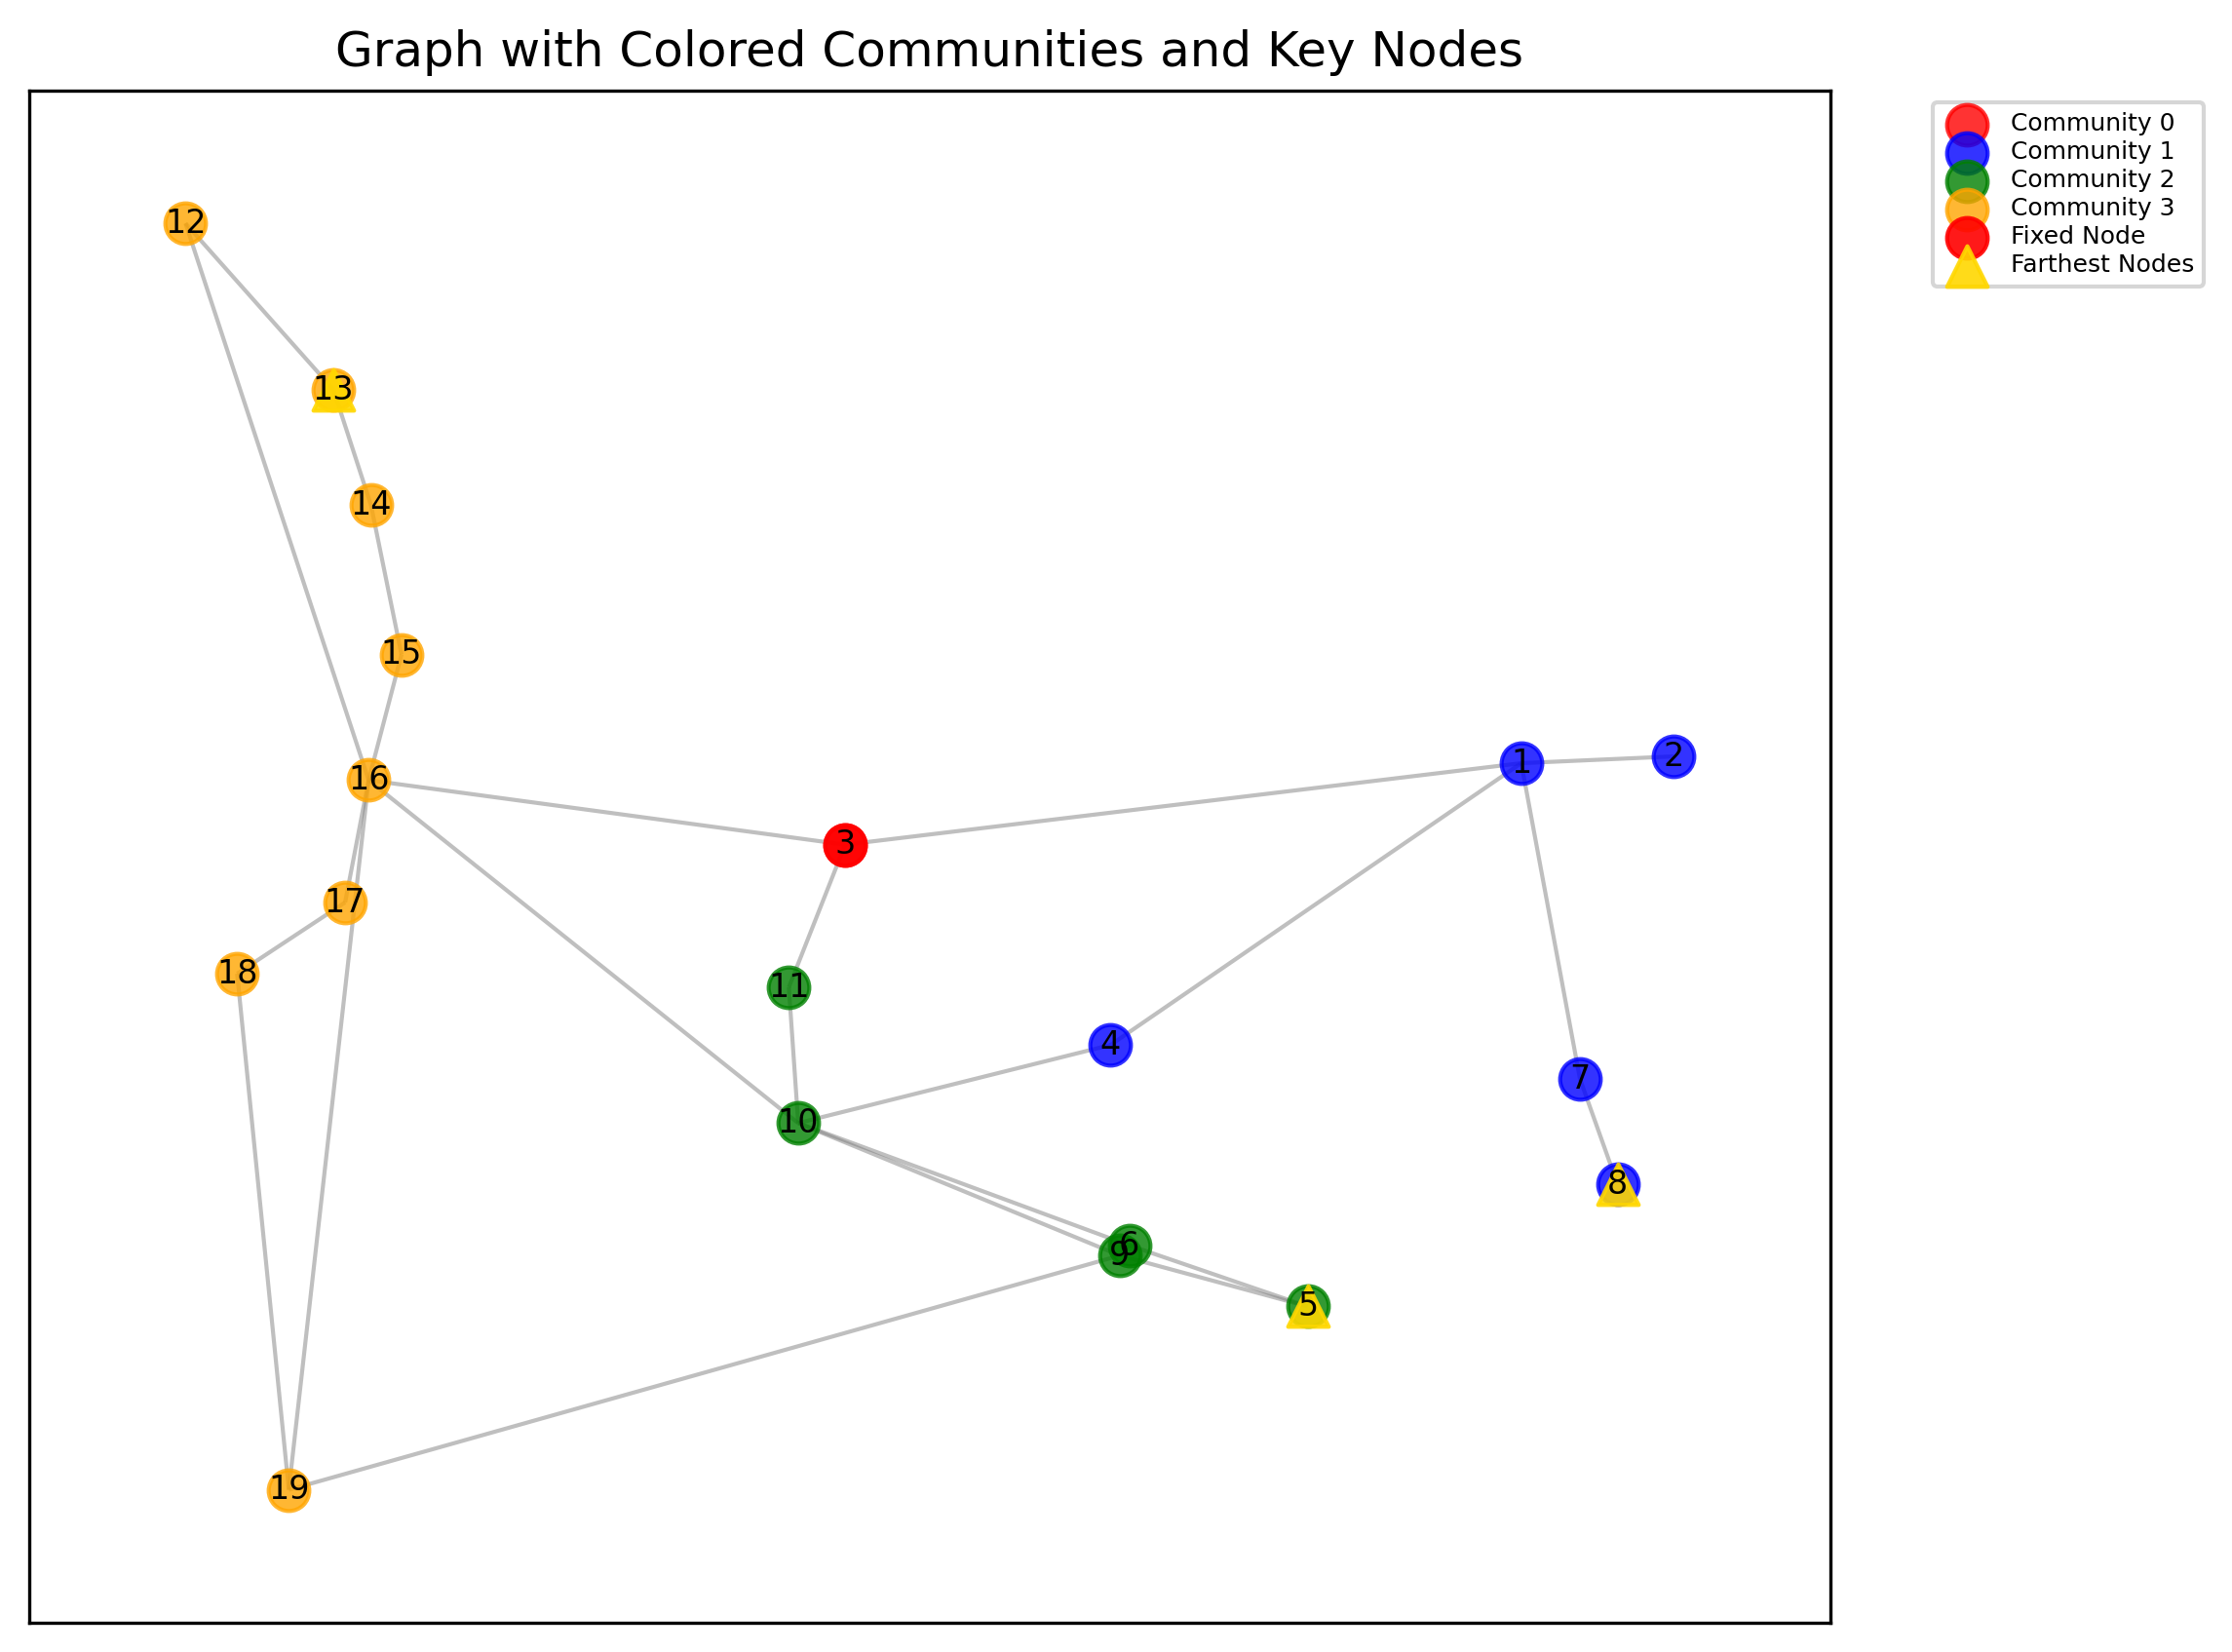 Graph with Colored Communities and Key Nodes
Community 0
Community 1
Community 2
Community 3
Fixed Node
Farthest Nodes
12
13
14
15
16
1
2
3
17
18
11
4
7
10
8
6
9
5
19